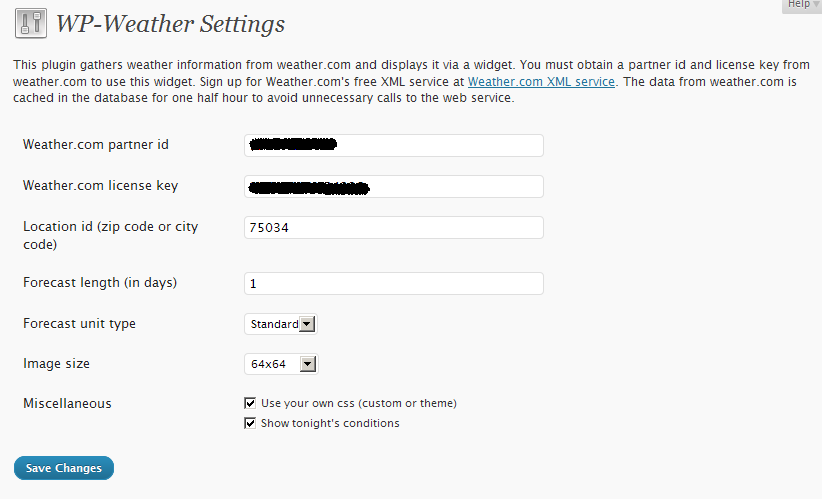 Help
WP-Weather Settings
This plugin gathers weather information from weather.com and displays it via a widget. You must obtain a partner id and license key from
weather.com to use this widget. Sign up for Weather.com's free XML service at Weather.com XML service. The data from weather.com is
cached in the database for one half hour to avoid unnecessary calls to the web service.
Weather.com partner id
Weather.com license key
Location id (zip code or city
code)
75034
Forecast length (in days)
1
Forecast unit type
Standard
Image size
64x64
Miscellaneous
Use your own css (custom or theme)
Show tonight's conditions
Save Changes